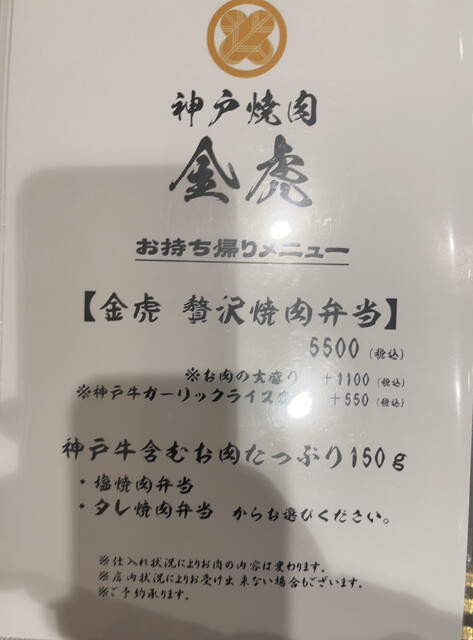 神戸焼肉
金虎
お持ち帰りメニュー
【金虎 贅沢焼肉弁当】
5500 (税込)
※お肉の大盛り +1100 (税込)
※神戸牛ガーリックライス +550 (税込)
神戸牛含むお肉たっぷり150g
・塩焼肉弁当
・タレ焼肉弁当 からお選びください。
※仕入れ状況によりお肉の内容は変わります。
※店内状況によりお受け出来ない場合もございます。
※ご予約承ります。